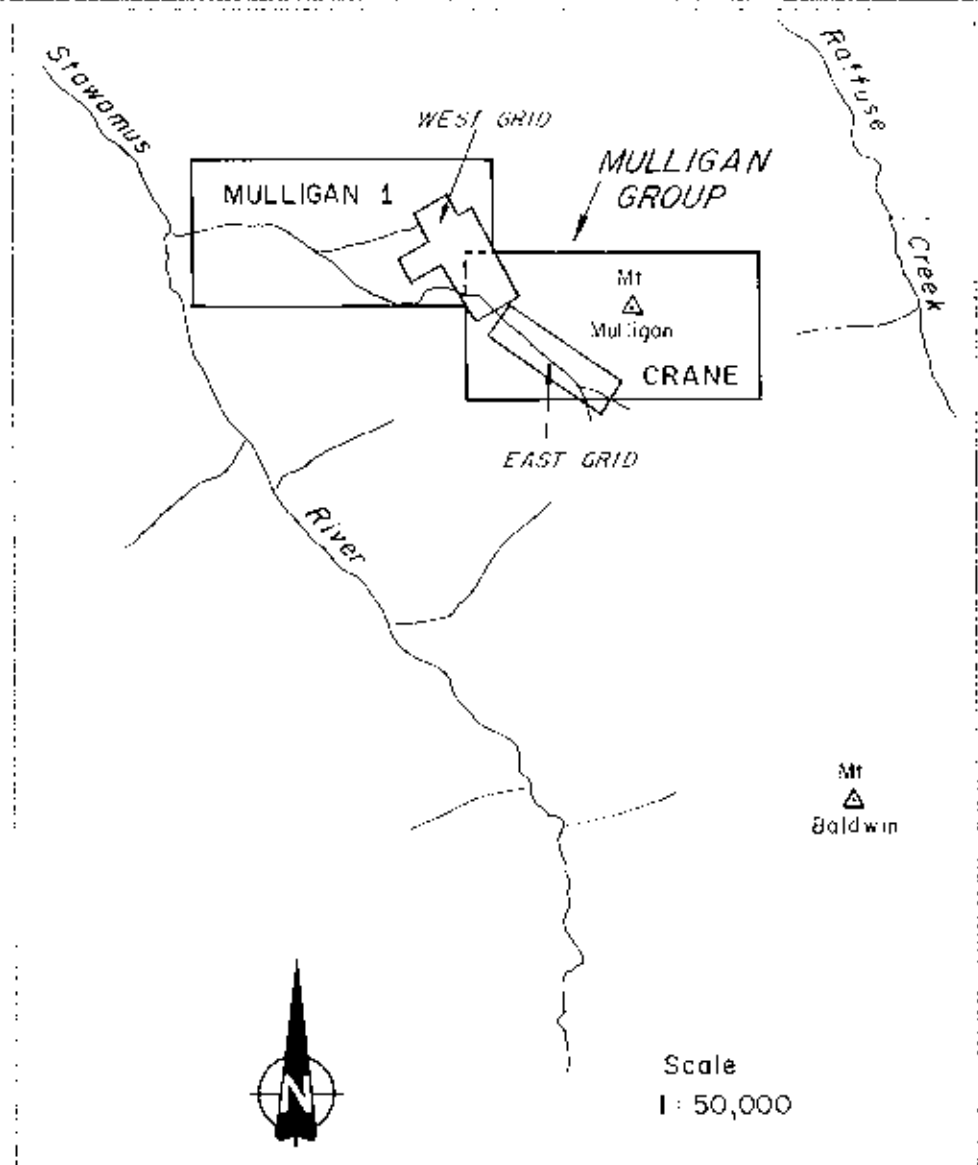 Stawamus
Raffuse
WEST GRID
MULLIGAN
GROUP
MULLIGAN 1
Creek
Mt
Mulligan
CRANE
EAST GRID
River
Mt
Baldwin
N
Scale
1 : 50,000